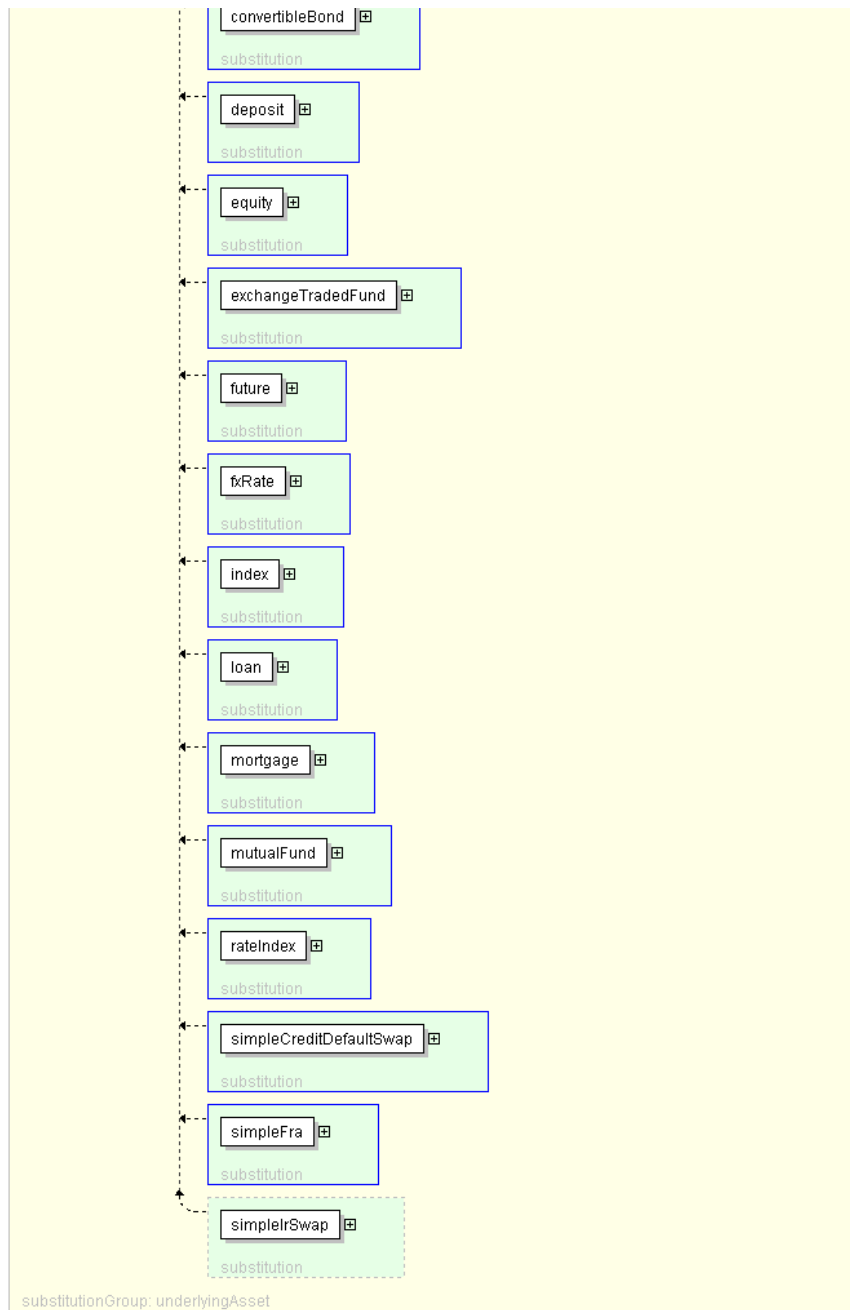 convertibleBond
substitution
deposit
substitution
equity
substitution
exchangeTradedFund
substitution
future
substitution
fxRate
substitution
index
substitution
loan
substitution
mortgage
substitution
mutualFund
substitution
rateIndex
substitution
simpleCreditDefaultSwap
substitution
simpleFra
substitution
simpleIrSwap
substitution
substitutionGroup: underlyingAsset